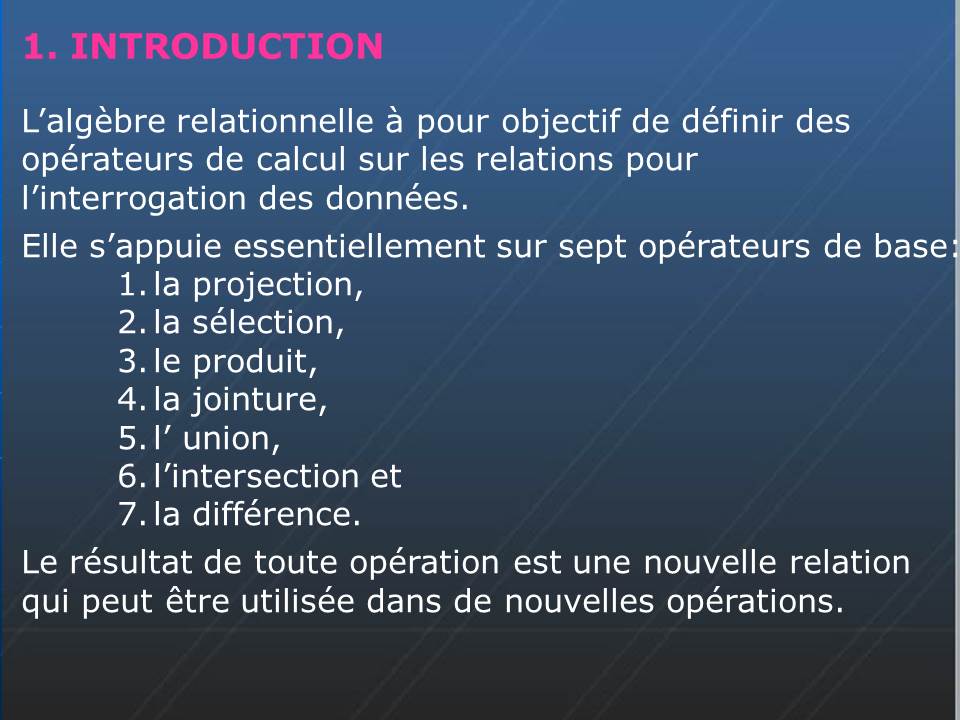 1. INTRODUCTION
L’algèbre relationnelle à pour objectif de définir des
opérateurs de calcul sur les relations pour
l’interrogation des données.
Elle s’appuie essentiellement sur sept opérateurs de base:
1. la projection,
2. la sélection,
3. le produit,
4. la jointure,
5. l’ union,
6. l’intersection et
7. la différence.
Le résultat de toute opération est une nouvelle relation
qui peut être utilisée dans de nouvelles opérations.